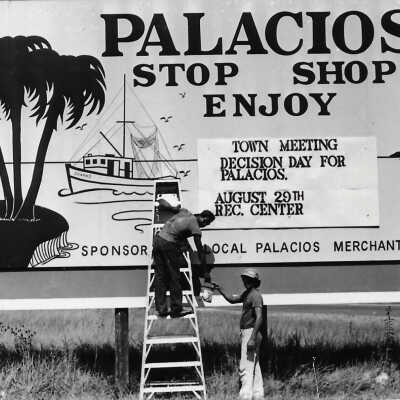 PALACIOS
STOP SHOP
ENJOY
TOWN MEETING
DECISION DAY FOR
PALACIOS.
AUGUST 29TH
REC. CENTER
SPONSOR LOCAL PALACIOS MERCHANT